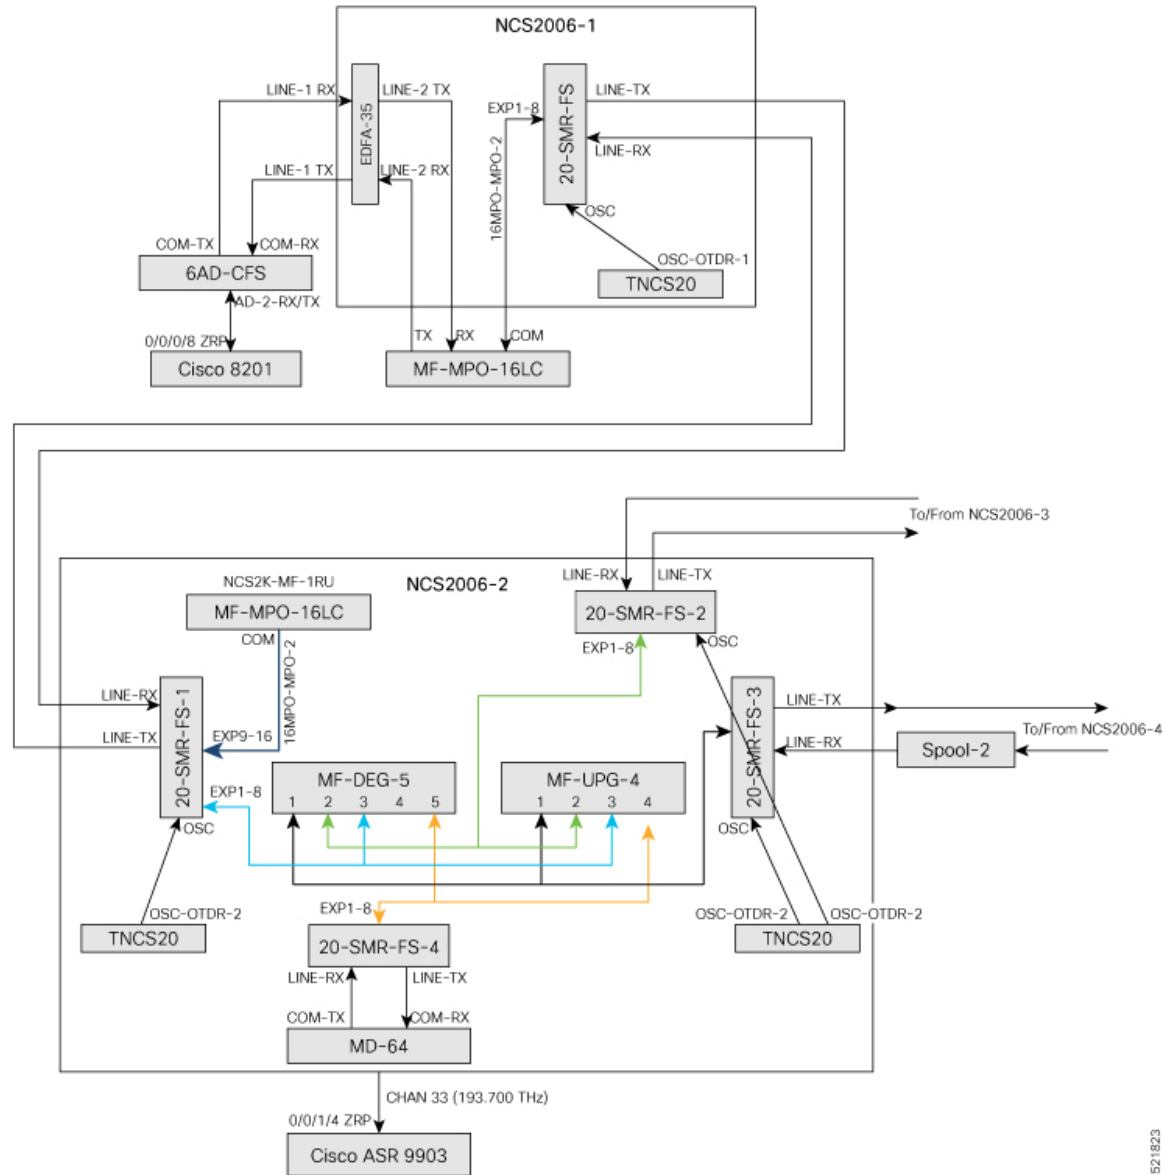 NCS2006-1
LINE-1 RX
LINE-2 TX
EXP1-8
LINE-TX
EDFA-35
20-SMR-FS
LINE-RX
16MPO-MPO-2
LINE-1 TX
LINE-2 RX
OSC
COM-TX
COM-RX
OSC-OTDR-1
6AD-CFS
TNCS20
AD-2-RX/TX
0/0/0/8 ZRP
TX
RX
COM
Cisco 8201
MF-MPO-16LC
To/From NCS2006-3
NCS2K-MF-1RU
NCS2006-2
LINE-RX
LINE-TX
MF-MPO-16LC
20-SMR-FS-2
COM
EXP1-8
OSC
16MPO-MPO-2
LINE-RX
20-SMR-FS-1
LINE-TX
EXP9-16
20-SMR-FS-3
LINE-TX
To/From NCS2006-4
LINE-RX
Spool-2
MF-DEG-5
MF-UPG-4
EXP1-8
1 2 3 4 5
1 2 3 4
OSC
OSC
OSC-OTDR-2
EXP1-8
OSC-OTDR-2
OSC-OTDR-2
TNCS20
20-SMR-FS-4
TNCS20
LINE-RX
LINE-TX
COM-TX
COM-RX
MD-64
CHAN 33 (193.700 THz)
0/0/1/4 ZRP
Cisco ASR 9903
521823